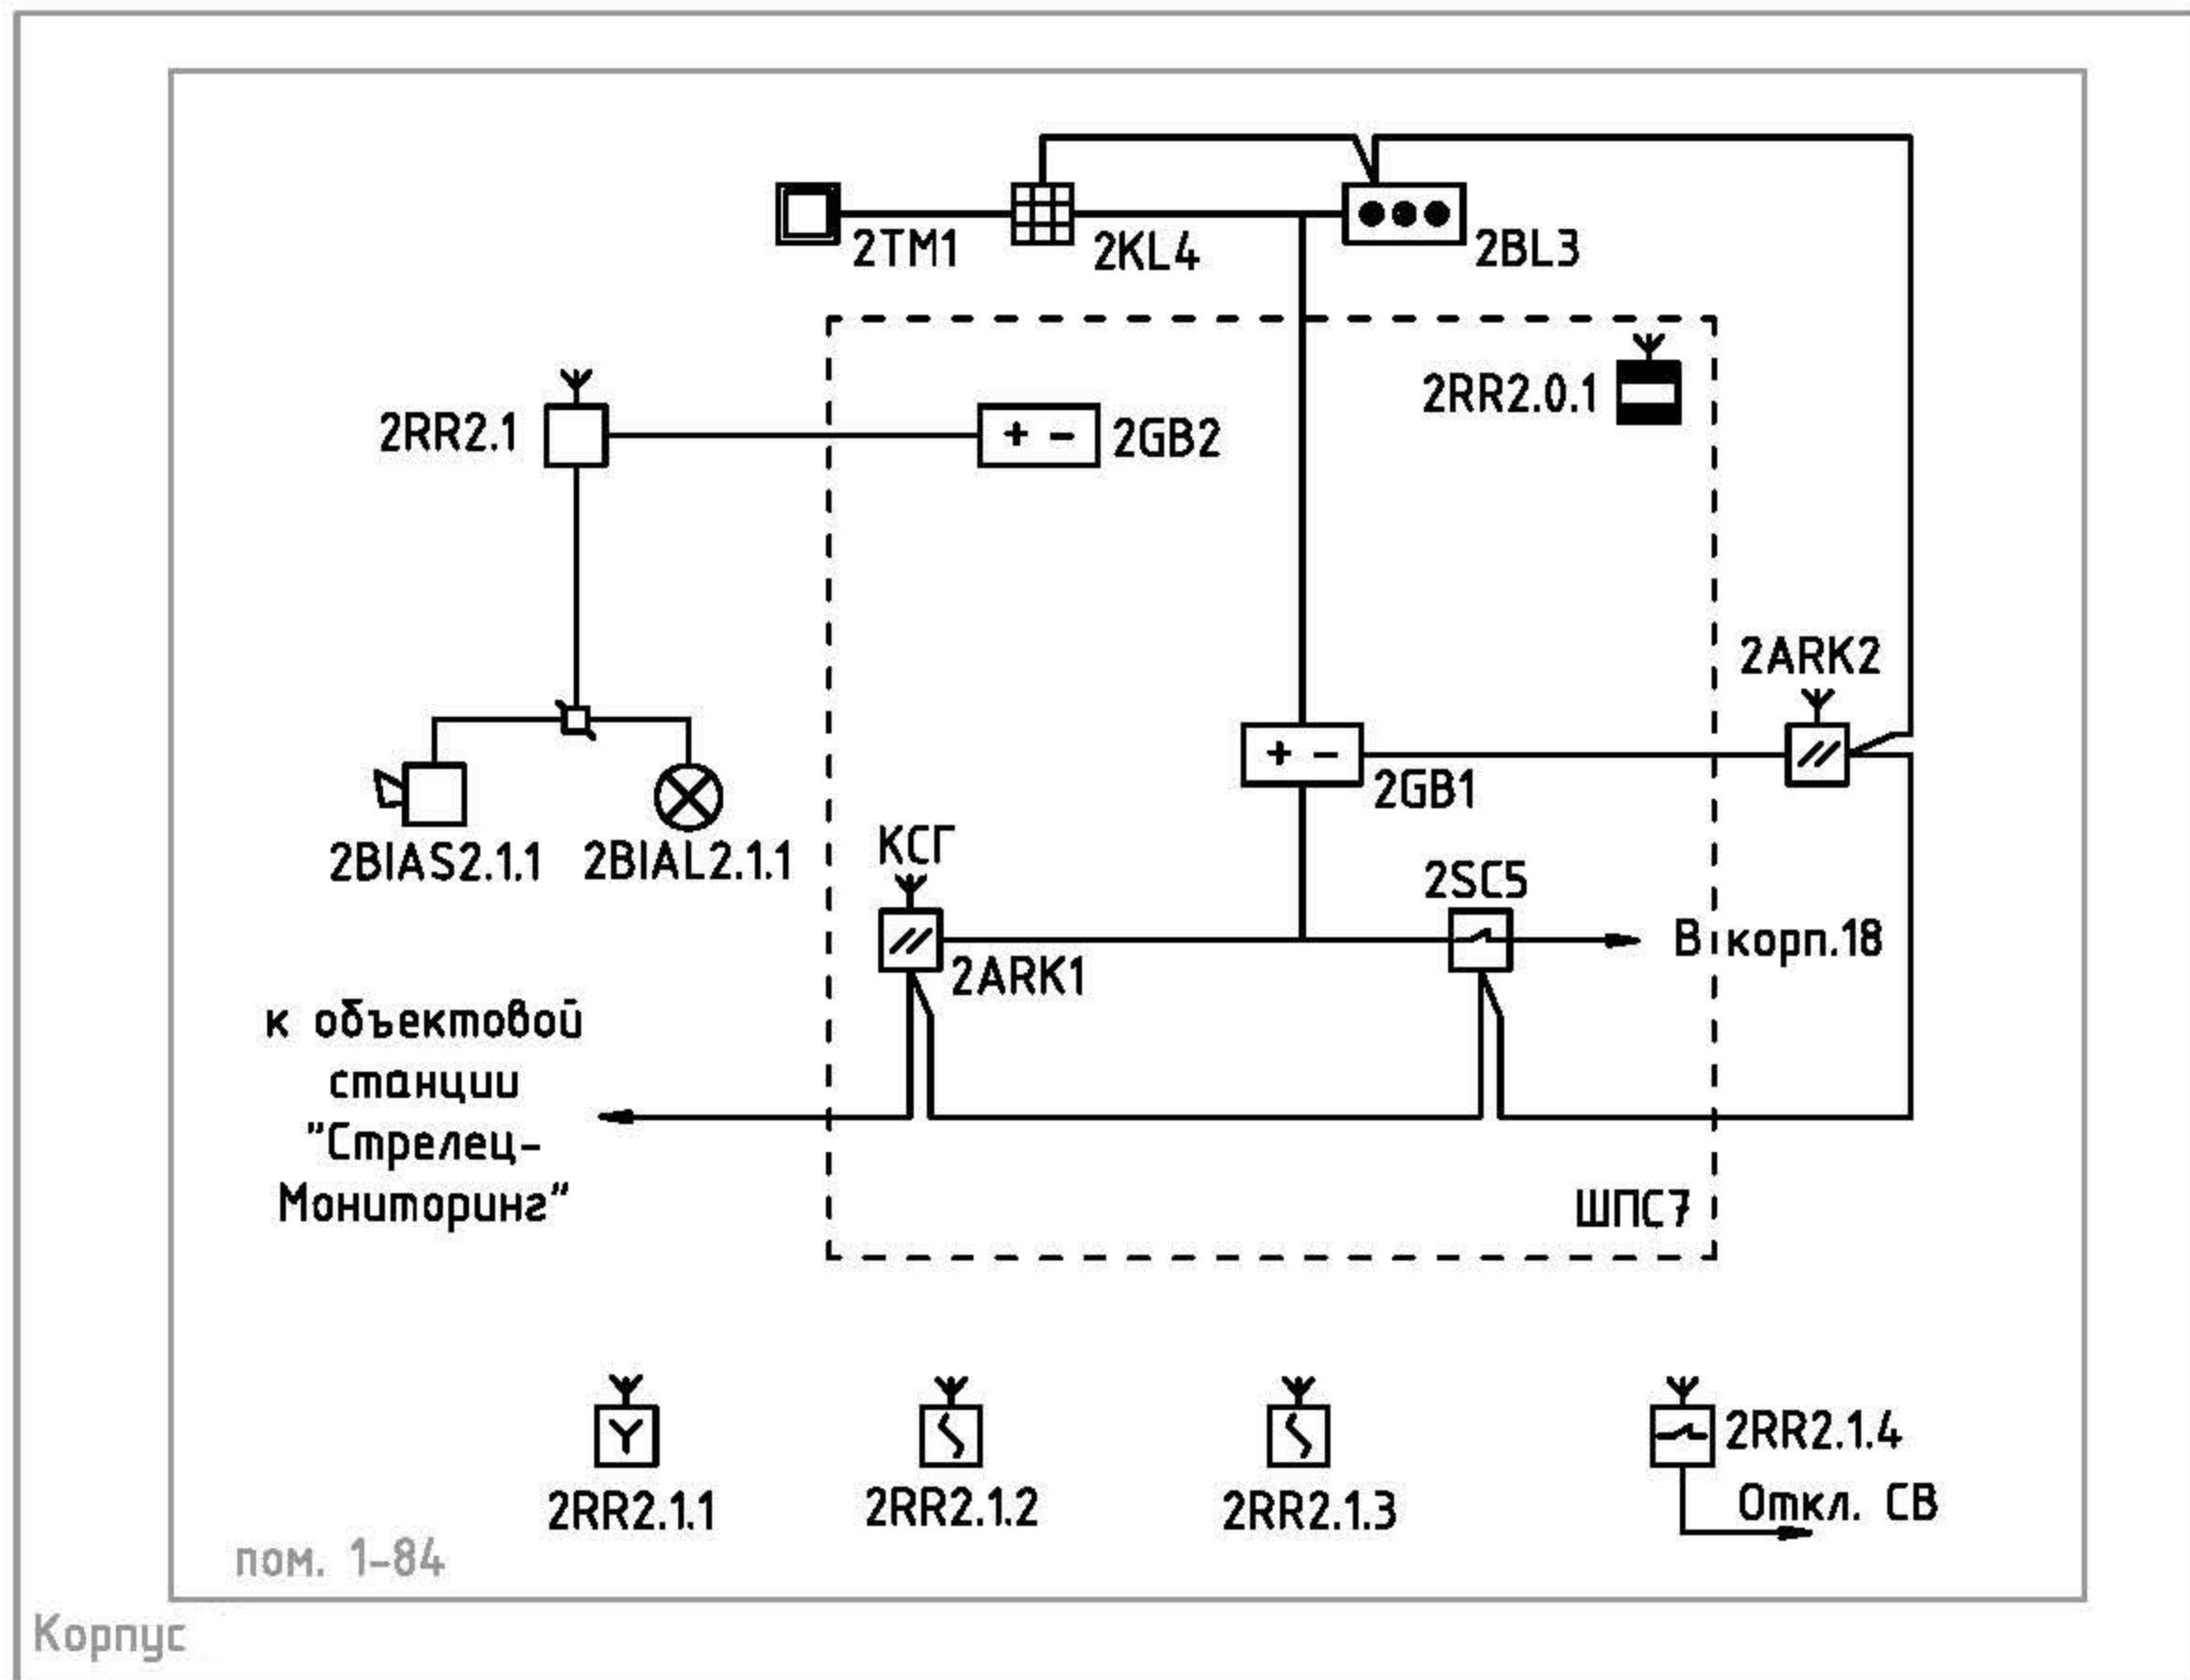 2TM1
2KL4
2BL3
2RR2.0.1
2RR2.1
+ -
2GB2
2ARK2
+ -
2GB1
2BIAS2.1.1
2BIAL2.1.1
КСГ
2SC5
В корп.18
2ARK1
к объектовой
станции
"Стрелец-
Мониторинг"
ШПС7
2RR2.1.1
2RR2.1.2
2RR2.1.3
2RR2.1.4
Откл. СВ
пом. 1-84
Корпус